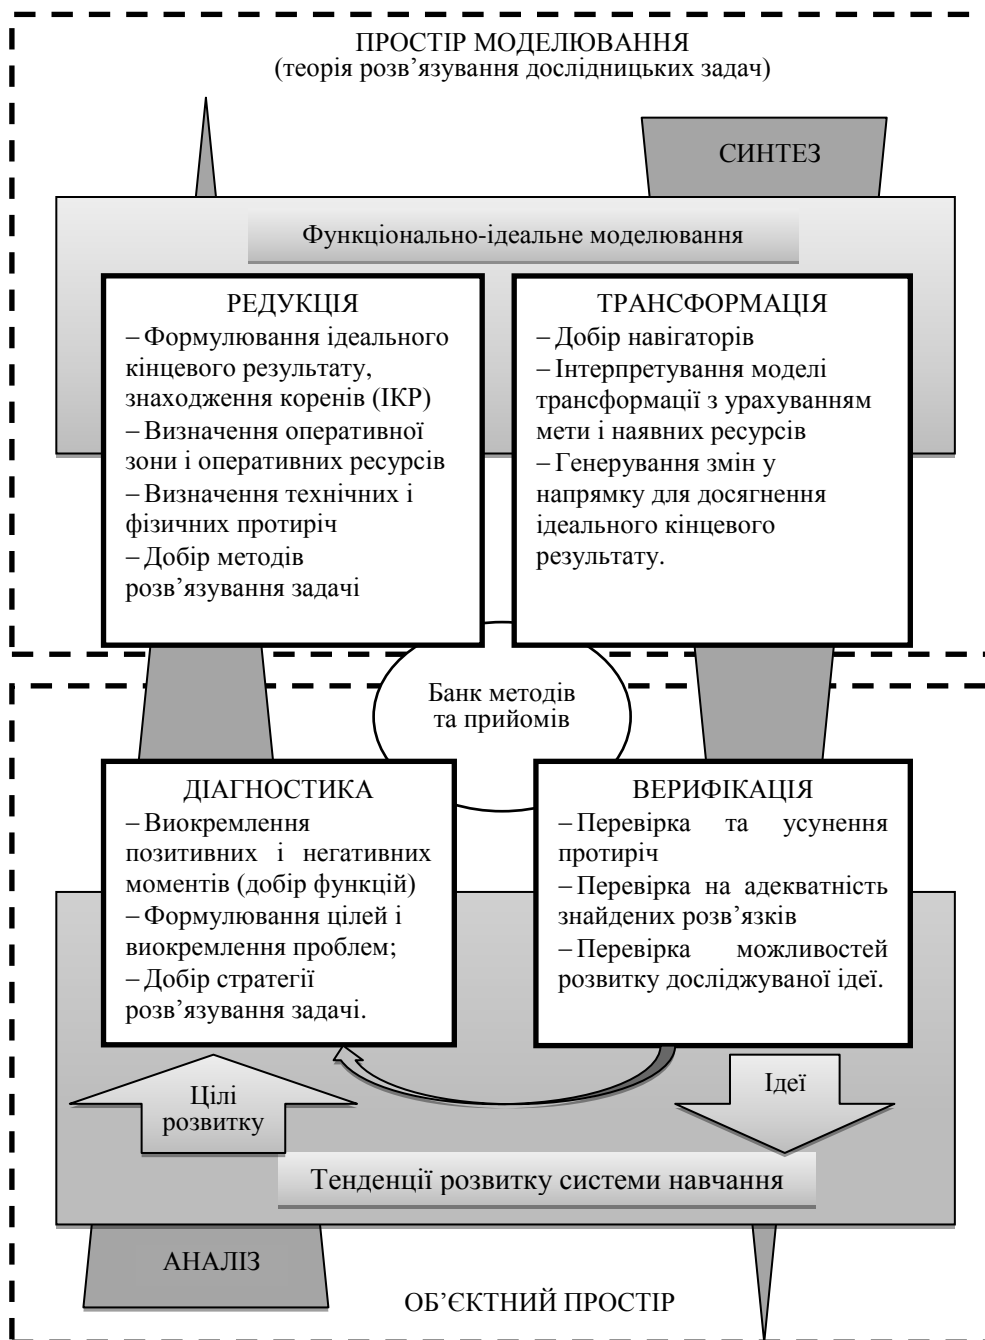 ПРОСТІР МОДЕЛЮВАННЯ
(теорія розв’язування дослідницьких задач)
СИНТЕЗ
Функціонально-ідеальне моделювання
РЕДУКЦІЯ
– Формулювання ідеального
кінцевого результату,
знаходження коренів (ІКР)
– Визначення оперативної
зони і оперативних ресурсів
– Визначення технічних і
фізичних протиріч
– Добір методів
розв’язування задачі
ТРАНСФОРМАЦІЯ
– Добір навігаторів
– Інтерпретування моделі
трансформації з урахуванням
мети і наявних ресурсів
– Генерування змін у
напрямку для досягнення
ідеального кінцевого
результату.
Банк методів
та прийомів
ДІАГНОСТИКА
– Виокремлення
позитивних і негативних
моментів (добір функцій)
– Формулювання цілей і
виокремлення проблем;
– Добір стратегії
розв’язування задачі.
ВЕРИФІКАЦІЯ
– Перевірка та усунення
протиріч
– Перевірка на адекватність
знайдених розв’язків
– Перевірка можливостей
розвитку досліджуваної ідеї.
Цілі
розвитку
Ідеї
Тенденції розвитку системи навчання
АНАЛІЗ
ОБ’ЄКТНИЙ ПРОСТІР